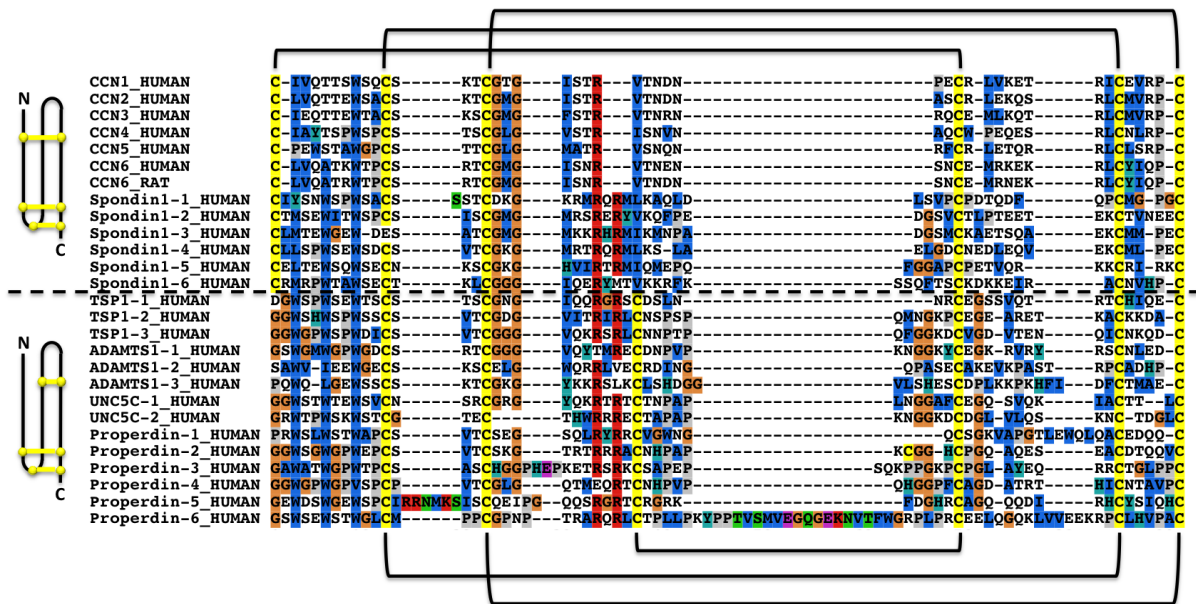 CCN1_HUMAN C-IVQTTSWSQCS------KTCGTG----ISTR---VTNDN-------------------------PECR-LVKET------RICEVRP-C
N CCN2_HUMAN C-LVQTTEWSACS------KTCGMG----ISTR---VTNDN-------------------------ASCR-LEKQS------RLCMVRP-C
CCN3_HUMAN C-IEQTTEWTACS------KSCGMG----FSTR---VTNRN-------------------------RQCE-MLKQT------RLCMVRP-C
CCN4_HUMAN C-IAYTSPWSPCS------TSCGLG----VSTR---ISNVN-------------------------AQCW-PEQES------RLCNLRP-C
CCN5_HUMAN C-PEWSTAWGPCS------TTCGLG----MATR---VSNQN-------------------------RFCR-LETQR------RLCLSRP-C
CCN6_HUMAN C-LVQATKWTPCS------RTCGMG----ISNR---VTNEN-------------------------SNCE-MRKEK------RLCYIQP-C
CCN6_RAT C-LVQATRWTPCS------RTCGMG----ISNR---VTNDN-------------------------SNCE-MRNEK------RLCYIQP-C
Spondin1-1_HUMAN CIYSNWSPWSACS-----SSTCDKG----KRMRQRMLKAQLD----------------------LSVPCPDTQDF-------QPCMG-PGC
Spondin1-2_HUMAN CTMSEWITWSPCS------ISCGMG----MRSRERYVKQFPE----------------------DGSVCTLPTEET------EKCTVNEEC
Spondin1-3_HUMAN CLMTEWGEW-DES------ATCGMG----MKKRHRMIKMNPA----------------------DGSMCKAETSQA------EKCMM-PEC
C Spondin1-4_HUMAN CLLSPWSEWSDCS------VTCGKG----MRTRQRMLKS-LA----------------------ELGDCNEDLEQV------EKCML-PEC
Spondin1-5_HUMAN CELTEWSQWSECN------KSCGKG----HVIRTRMIQMEPQ---------------------FGGAPCPETVQR-------KKCRI-RKC
Spondin1-6_HUMAN CRMRPWTAWSECT------KLCGGG----IQERYMTVKKRFK--------------------SSQFTSCKDKKEIR-------ACNVHP-C
TSP1-1_HUMAN DGWSPWSEWTSCS------TSCGNG----IQQRGRSCDSLN-------------------------NRCEGSSVQT------RTCHIQE-C
TSP1-2_HUMAN GGWSHWSPWSSCS------VTCGDG----VITRIRLCNSPSP--------------------QMNGKPCEGE-ARET-----KACKKDA-C
N TSP1-3_HUMAN GGWGPWSPWDICS------VTCGGG----VQKRSRLCNNPTP--------------------QFGGKDCVGD-VTEN-----QICNKQD-C
ADAMTS1-1_HUMAN GSWGMWGPWGDCS------RTCGGG----VQYTMRECDNPVP--------------------KNGGKYCEGK-RVRY-----RSCNLED-C
ADAMTS1-2_HUMAN SAWV-IEEWGECS------KSCELG----WQRRLVECRDING---------------------QPASECAKEVKPAST----RPCADHP-C
ADAMTS1-3_HUMAN PQWQ-LGEWSSCS------KTCGKG----YKKRSLKCLSHDGG-------------------VLSHESCDPLKKPKHFI---DFCTMAE-C
UNC5C-1_HUMAN GGWSTWTEWSVCN------SRCGRG----YQKRTRTCTNPAP--------------------LNGGAFCEGQ-SVQK-----IACTT--LC
UNC5C-2_HUMAN GRWTPWSKWSTCG------TEC-------THWRRRECTAPAP--------------------KNGGKDCDGL-VLQS-----KNC-TDGLC
Properdin-1_HUMAN PRWSLWSTWAPCS------VTCSEG----SQLRYRRCVGWNG-------------------------QCSGKVAPGTLEWQLQACEDQQ-C
Properdin-2_HUMAN GGWSGWGPWEPCS------VTCSKG----TRTRRRACNHPAP--------------------KCGG-HCPGQ-AQES-----EACDTQQVC
Properdin-3_HUMAN GAWATWGPWTPCS------ASCHGGPHEPKETRSRKCSAPEP------------------SQKPPGKPCPGL-AYEQ-----RRCTGLPPC
C Properdin-4_HUMAN GGWGPWGPVSPCP------VTCGLG----QTMEQRTCNHPVP--------------------QHGGPFCAGD-ATRT-----HICNTAVPC
Properdin-5_HUMAN GEWDSWGEWSPCIRRNMKSISCQEIPG--QQSRGRTCRGRK----------------------FDGHRCAGQ-QQDI-----RHCYSIQHC
Properdin-6_HUMAN GSWSEWSTWGLCM------PPCGPNP---TRARQRLCTPLLPKYPPTVSMVEGQGEKNVTFWGRPLPRCEELQGQKLVVEEKRPCLHVPAC